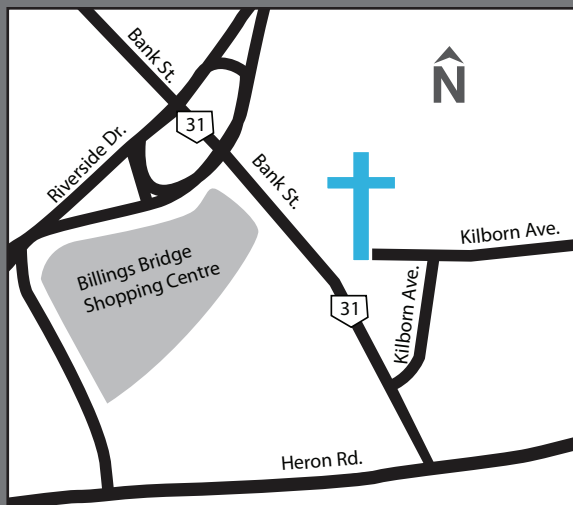 Bank St.
N
31
Riverside Dr.
Bank St.
Kilborn Ave.
Billings Bridge
Shopping Centre
Kilborn Ave.
31
Heron Rd.